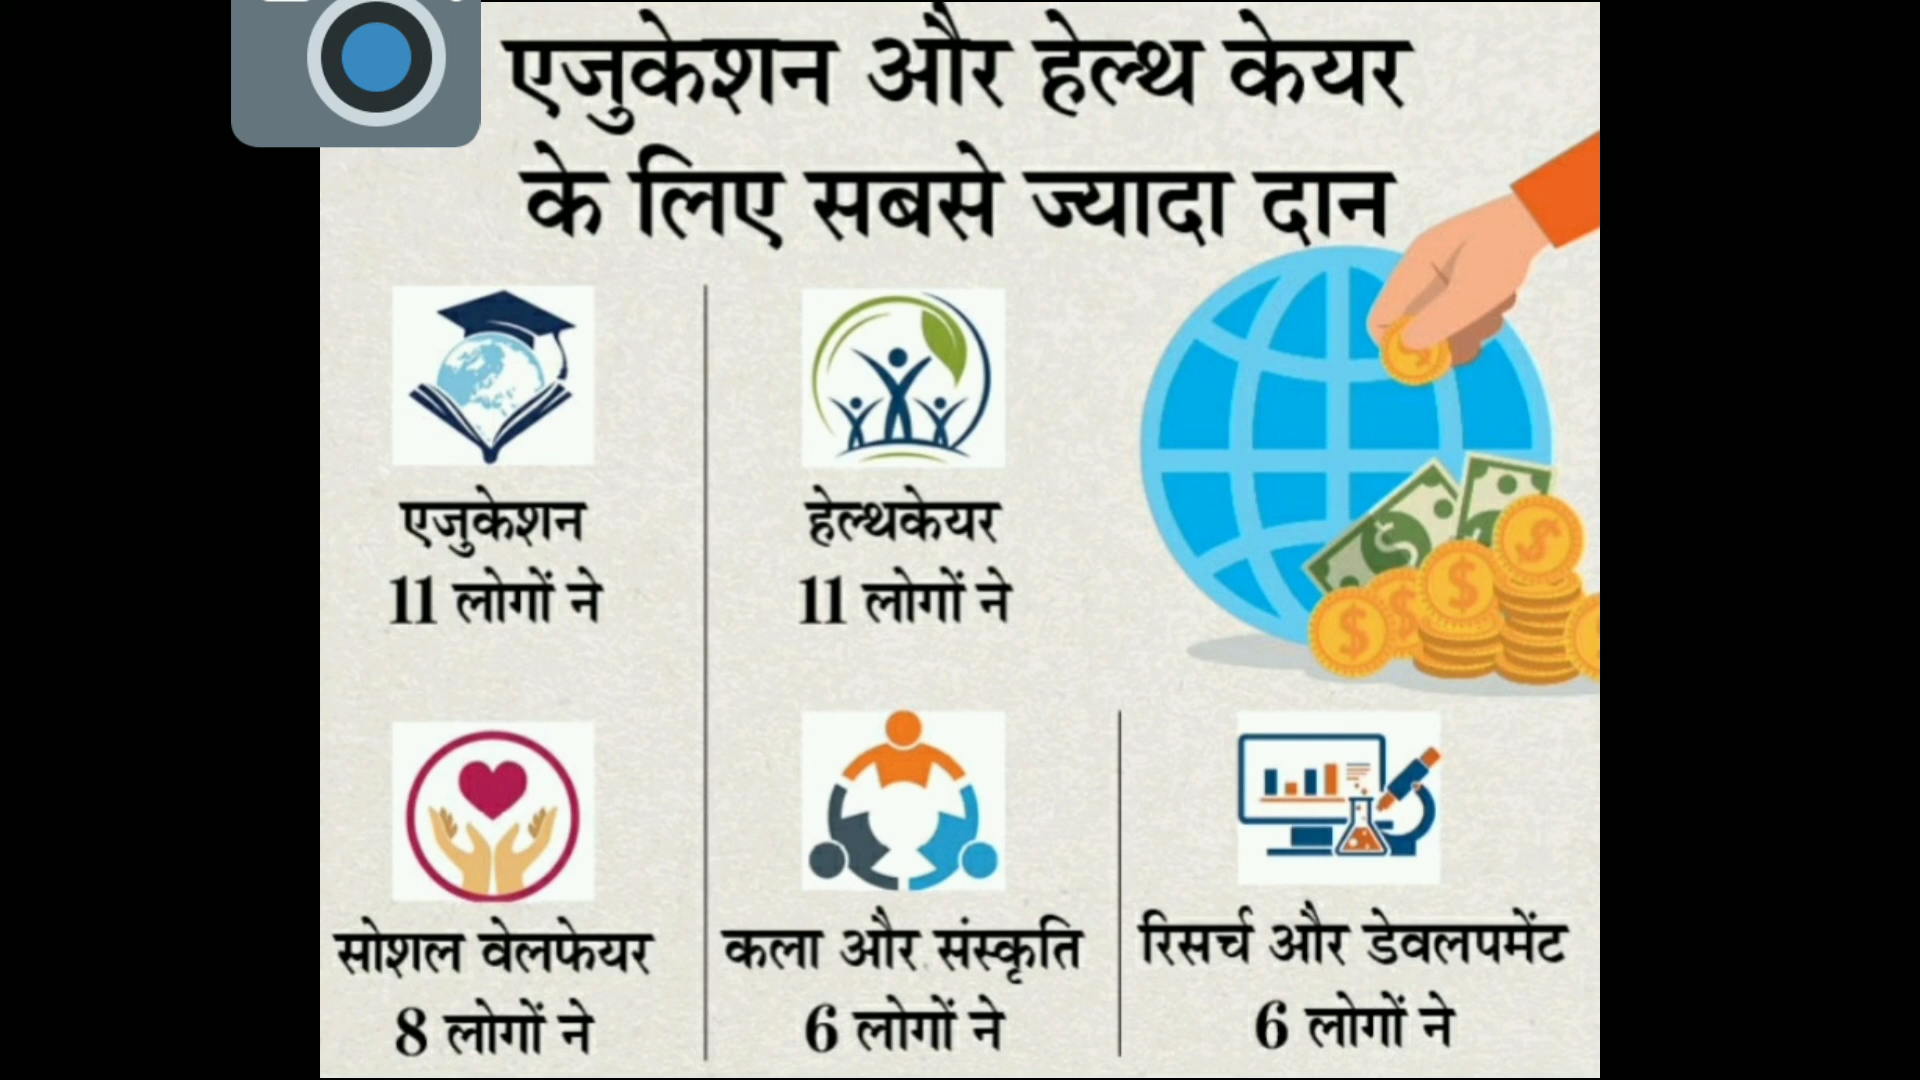 एजुकेशन और हेल्थ केयर
के लिए सबसे ज्यादा दान
एजुकेशन
11 लोगों ने
हेल्थकेयर
11 लोगों ने
सोशल वेलफेयर
8 लोगों ने
कला और संस्कृति
6 लोगों ने
रिसर्च और डेवलपमेंट
6 लोगों ने